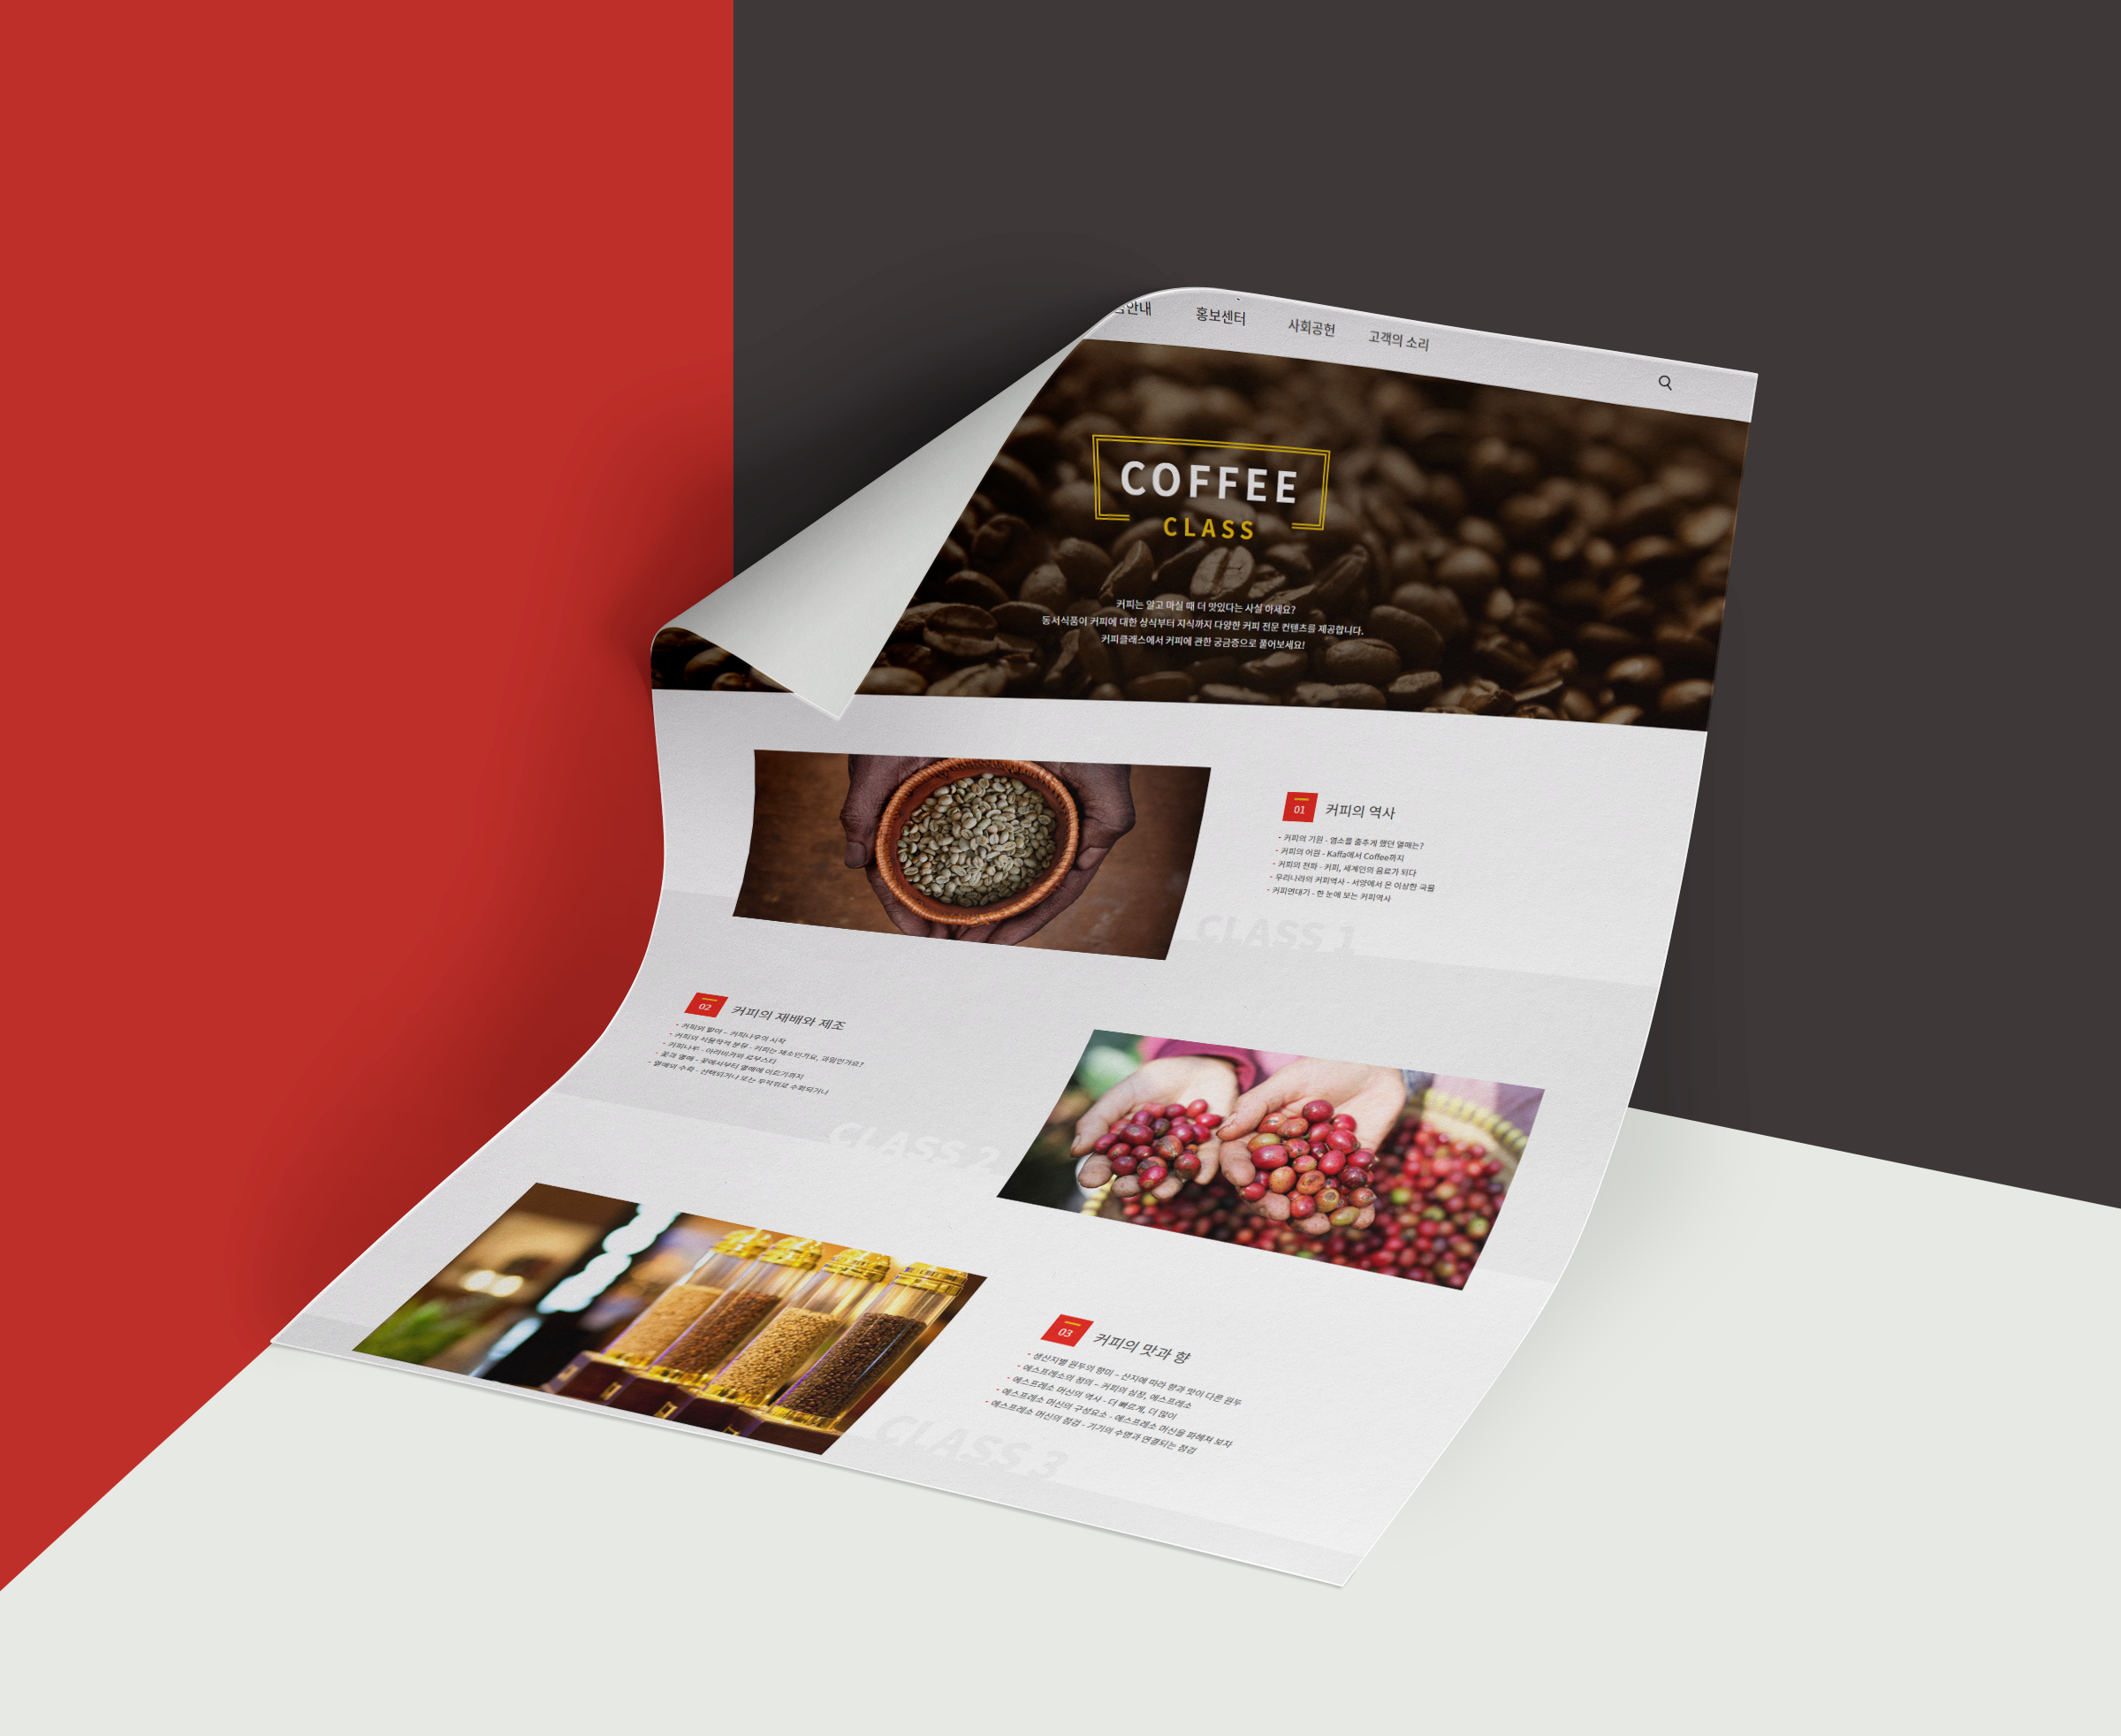 안내 홍보센터 사회공헌 고객의 소리
COFFEE
CLASS
커피는 알고 마실 때 더 맛있다는 사실 아세요?
동서식품이 커피에 대한 상식부터 지식까지 다양한 커피 전문 컨텐츠를 제공합니다.
커피클래스에서 커피에 관한 궁금증으로 풀어보세요!
01 커피의 역사
- 커피의 기원 - 염소를 춤추게 했던 열매는?
- 커피의 어원 - Kaffa에서 Coffee까지
- 커피의 전파 - 커피, 세계인의 음료가 되다
- 우리나라의 커피역사 - 서양에서 온 이상한 국물
- 커피연대기 - 한 눈에 보는 커피역사
CLASS 1
02 커피의 재배와 제조
- 커피의 발아 - 커피나무의 시작
- 커피의 식물학적 분류 - 커피는 채소인가요, 과일인가요?
- 커피나무 - 아라비카와 로부스타
- 꽃과 열매 - 꽃에서부터 열매에 이르기까지
- 열매의 수확 - 선택되거나 또는 무작위로 수확되거나
CLASS 2
03 커피의 맛과 향
- 생산지별 원두의 향미 - 산지에 따라 향과 맛이 다른 원두
- 에스프레소의 정의 - 커피의 심장, 에스프레소
- 에스프레소 머신의 역사 - 더 빠르게, 더 많이
- 에스프레소 머신의 구성요소 - 에스프레소 머신을 파헤쳐 보자
- 에스프레소 머신의 점검 - 기기의 수명과 연결되는 점검
CLASS 3